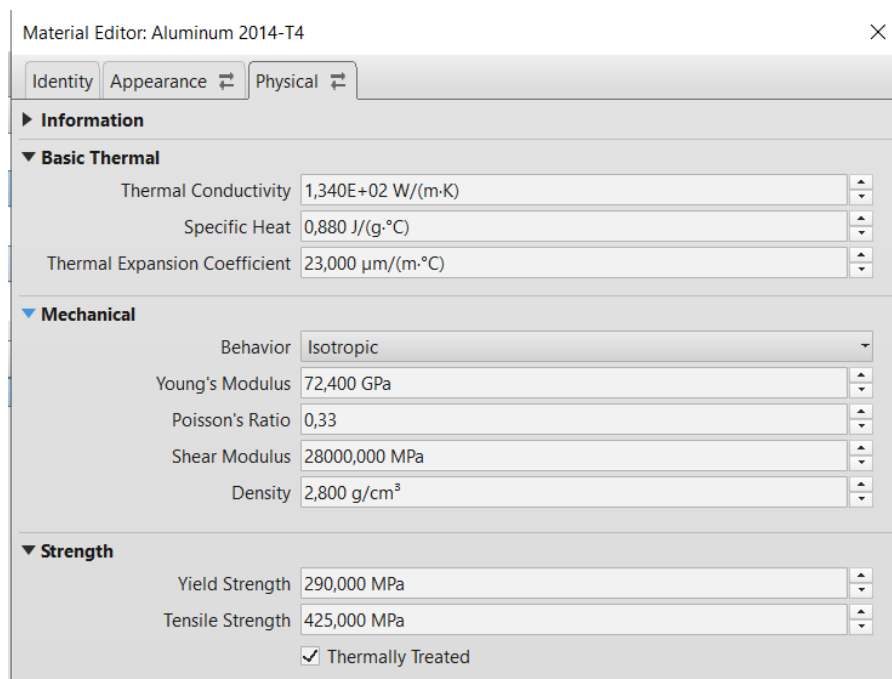 Material Editor: Aluminum 2014-T4
Identity Appearance Physical
Information
Basic Thermal
Thermal Conductivity 1,340E+02 W/(m·K)
Specific Heat 0,880 J/(g·°C)
Thermal Expansion Coefficient 23,000 µm/(m·°C)
Mechanical
Behavior Isotropic
Young's Modulus 72,400 GPa
Poisson's Ratio 0,33
Shear Modulus 28000,000 MPa
Density 2,800 g/cm³
Strength
Yield Strength 290,000 MPa
Tensile Strength 425,000 MPa
Thermally Treated